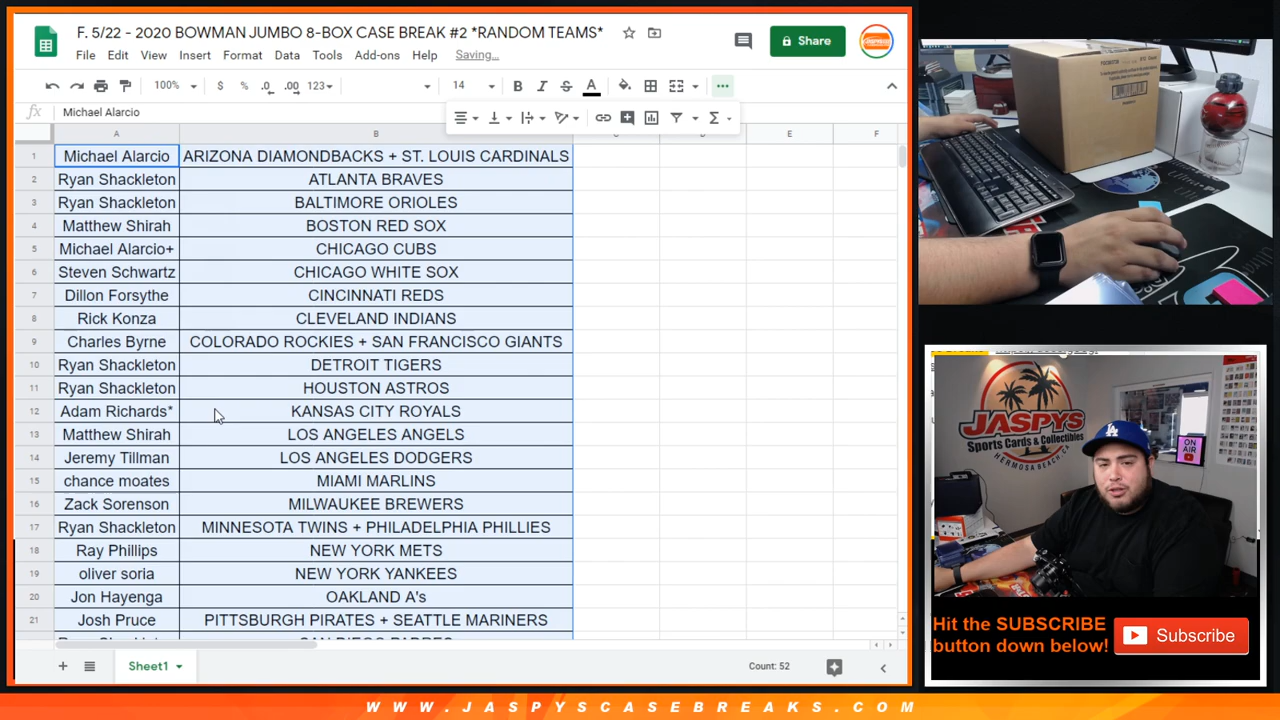 F. 5/22 - 2020 BOWMAN JUMBO 8-BOX CASE BREAK #2 *RANDOM TEAMS*
File Edit View Insert Format Data Tools Add-ons Help Saving...
Share
100% $ % .0 .00 123 14 B I S A
fx Michael Alarcio
A B C D E F
1 Michael Alarcio ARIZONA DIAMONDBACKS + ST. LOUIS CARDINALS
2 Ryan Shackleton ATLANTA BRAVES
3 Ryan Shackleton BALTIMORE ORIOLES
4 Matthew Shirah BOSTON RED SOX
5 Michael Alarcio+ CHICAGO CUBS
6 Steven Schwartz CHICAGO WHITE SOX
7 Dillon Forsythe CINCINNATI REDS
8 Rick Konza CLEVELAND INDIANS
9 Charles Byrne COLORADO ROCKIES + SAN FRANCISCO GIANTS
10 Ryan Shackleton DETROIT TIGERS
11 Ryan Shackleton HOUSTON ASTROS
12 Adam Richards* KANSAS CITY ROYALS
13 Matthew Shirah LOS ANGELES ANGELS
14 Jeremy Tillman LOS ANGELES DODGERS
15 chance moates MIAMI MARLINS
16 Zack Sorenson MILWAUKEE BREWERS
17 Ryan Shackleton MINNESOTA TWINS + PHILADELPHIA PHILLIES
18 Ray Phillips NEW YORK METS
19 oliver soria NEW YORK YANKEES
20 Jon Hayenga OAKLAND A's
21 Josh Pruce PITTSBURGH PIRATES + SEATTLE MARINERS
Sheet1
Count: 52
JASPYS
Sports Cards & Collectibles
HERMOSA BEACH, CA
ON AIR
LA
Hit the SUBSCRIBE
button down below!
Subscribe
WWW.JASPYSCASEBREAKS.COM